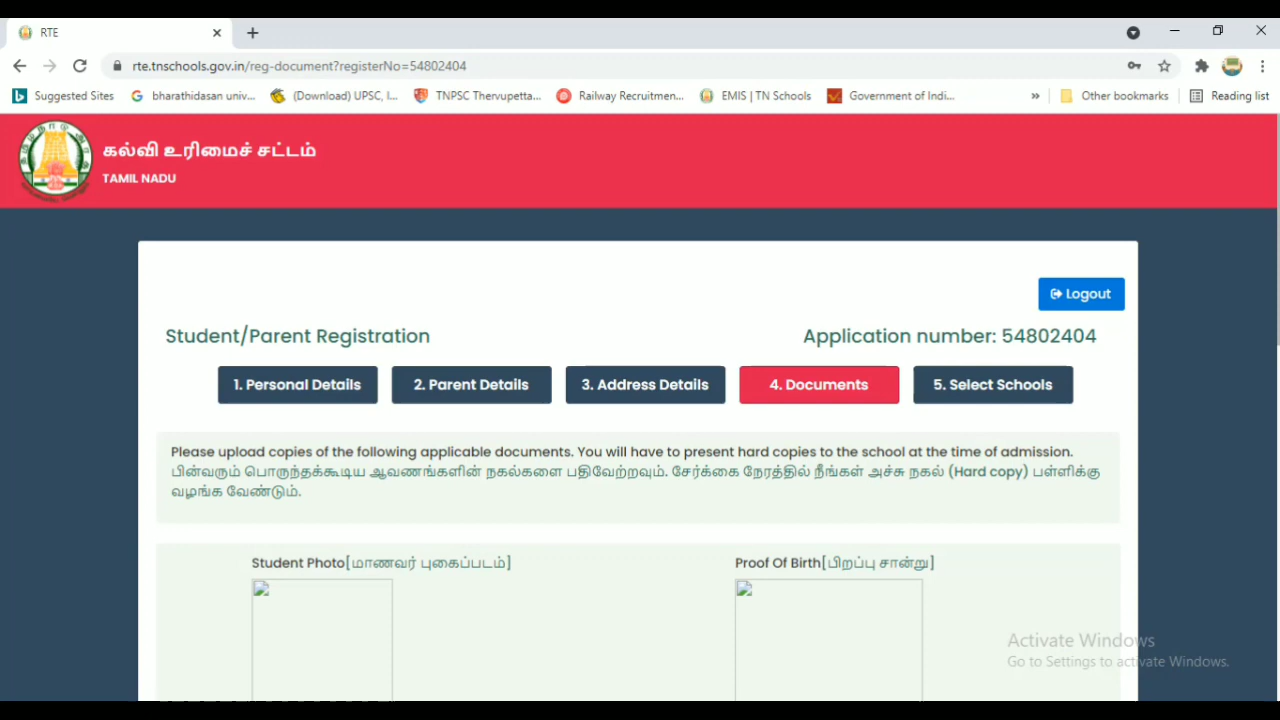 RTE
rte.tnschools.gov.in/reg-document?registerNo=54802404
Suggested Sites
bharathidasan univ...
(Download) UPSC, I...
TNPSC Thervupetta...
Railway Recruitmen...
EMIS | TN Schools
Government of Indi...
»
Other bookmarks
Reading list
கல்வி உரிமைச் சட்டம்
TAMIL NADU
Logout
Student/Parent Registration
Application number: 54802404
1. Personal Details
2. Parent Details
3. Address Details
4. Documents
5. Select Schools
Please upload copies of the following applicable documents. You will have to present hard copies to the school at the time of admission.
பின்வரும் பொருந்தக்கூடிய ஆவணங்களின் நகல்களை பதிவேற்றவும். சேர்க்கை நேரத்தில் நீங்கள் அச்சு நகல் (Hard copy) பள்ளிக்கு
வழங்க வேண்டும்.
Student Photo[மாணவர் புகைப்படம்]
Proof Of Birth[பிறப்பு சான்று]
Activate Windows
Go to Settings to activate Windows.